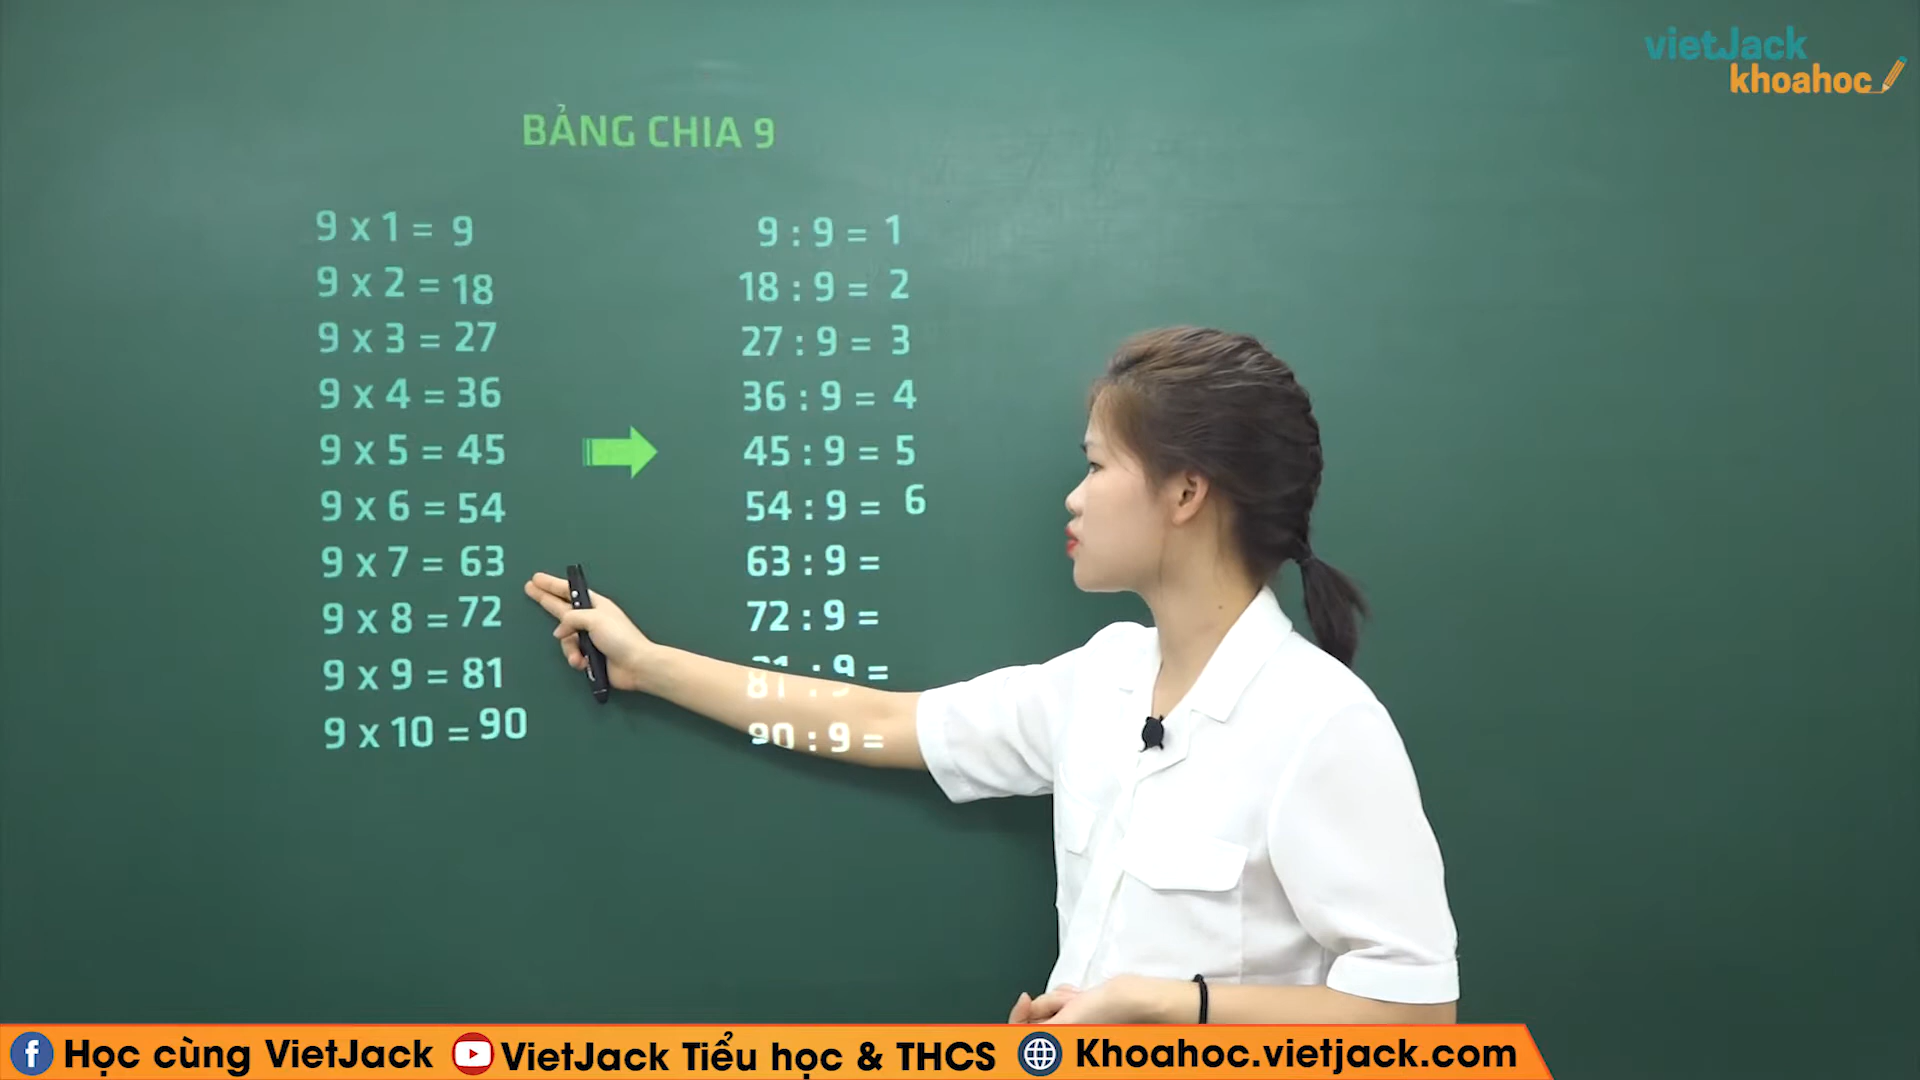 vietJack
khoahoc
BẢNG CHIA 9
9 x 1 = 9
9 x 2 = 18
9 x 3 = 27
9 x 4 = 36
9 x 5 = 45
9 x 6 = 54
9 x 7 = 63
9 x 8 = 72
9 x 9 = 81
9 x 10 = 90
9 : 9 = 1
18 : 9 = 2
27 : 9 = 3
36 : 9 = 4
45 : 9 = 5
54 : 9 = 6
63 : 9 =
72 : 9 =
81 : 9 =
90 : 9 =
Học cùng VietJack
VietJack Tiểu học & THCS
Khoahoc.vietjack.com